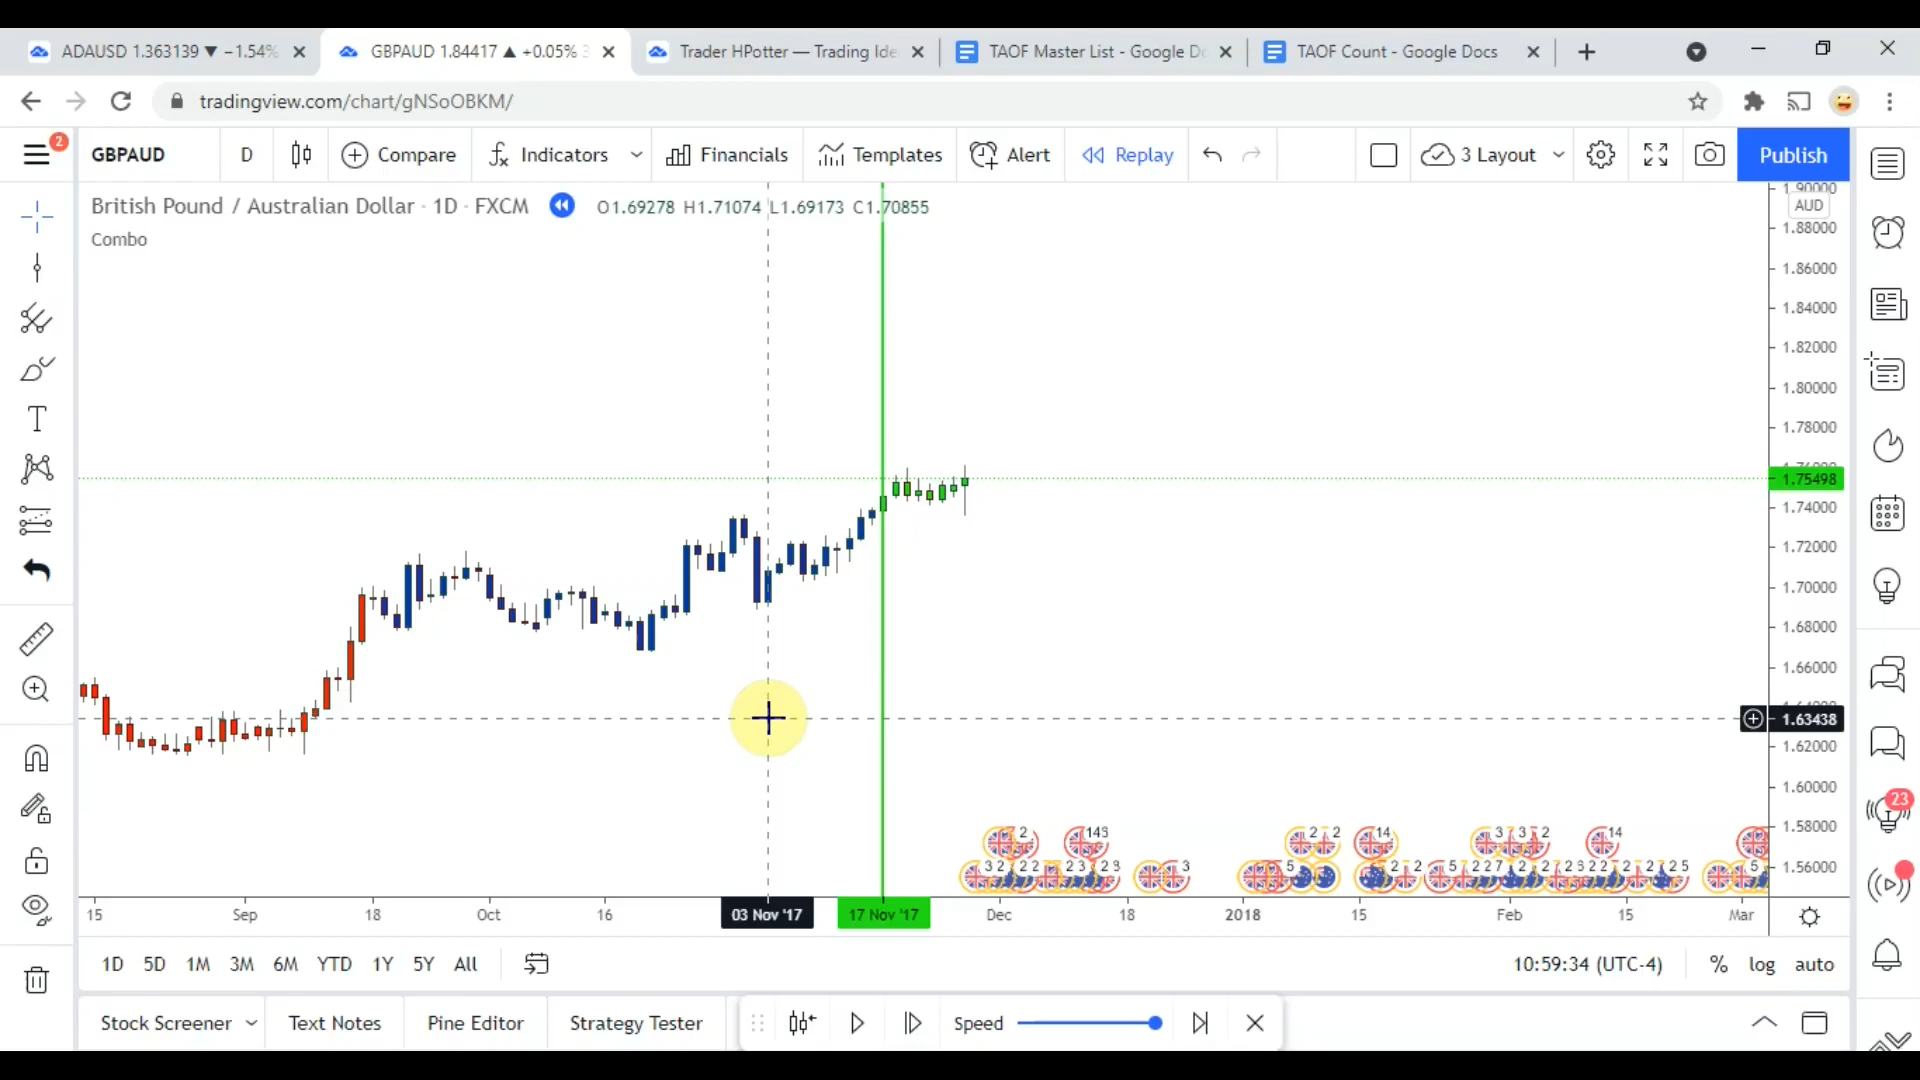 ADAUSD 1.363139 ▼ −1.54%
GBPAUD 1.84417 ▲ +0.05%
Trader HPotter — Trading Ide
TAOF Master List - Google Do
TAOF Count - Google Docs
tradingview.com/chart/gNSoOBKM/
2
GBPAUD
D
Compare
Indicators
Financials
Templates
Alert
Replay
3 Layout
Publish
British Pound / Australian Dollar · 1D · FXCM
O1.69278 H1.71074 L1.69173 C1.70855
Combo
1.90000
AUD
1.88000
1.86000
1.84000
1.82000
1.80000
1.78000
1.75498
1.74000
1.72000
1.70000
1.68000
1.66000
1.63438
1.62000
1.60000
1.58000
1.56000
23
15 Sep 18 Oct 16 03 Nov '17 17 Nov '17 Dec 18 2018 15 Feb 15 Mar
1D 5D 1M 3M 6M YTD 1Y 5Y All
10:59:34 (UTC-4) % log auto
Stock Screener Text Notes Pine Editor Strategy Tester
Speed